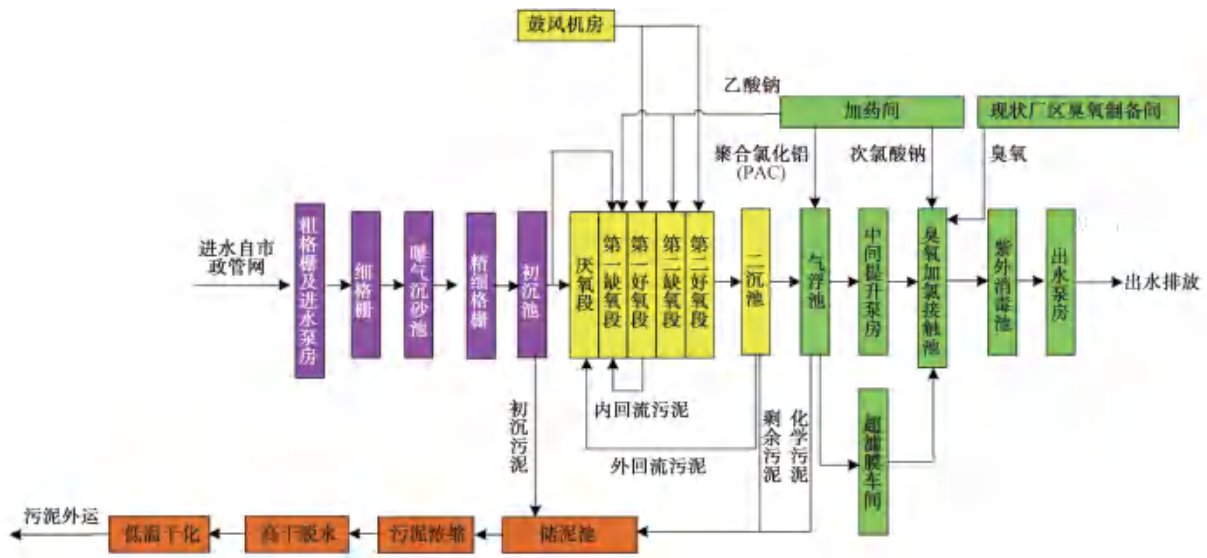 鼓风机房
乙酸钠
加药间
现状厂区臭氧制备间
聚合氯化铝
(PAC)
次氯酸钠
臭氧
进水自市
政管网
粗格栅及进水泵房
细格栅
曝气沉砂池
精细格栅
初沉池
厌氧段
第一缺氧段
第一好氧段
第二缺氧段
第二好氧段
二沉池
气浮池
中间提升泵房
臭氧加氯接触池
紫外消毒池
出水泵房
出水排放
初沉污泥
内回流污泥
外回流污泥
剩余污泥
化学污泥
超滤膜车间
污泥外运
低温干化
高干脱水
污泥浓缩
储泥池